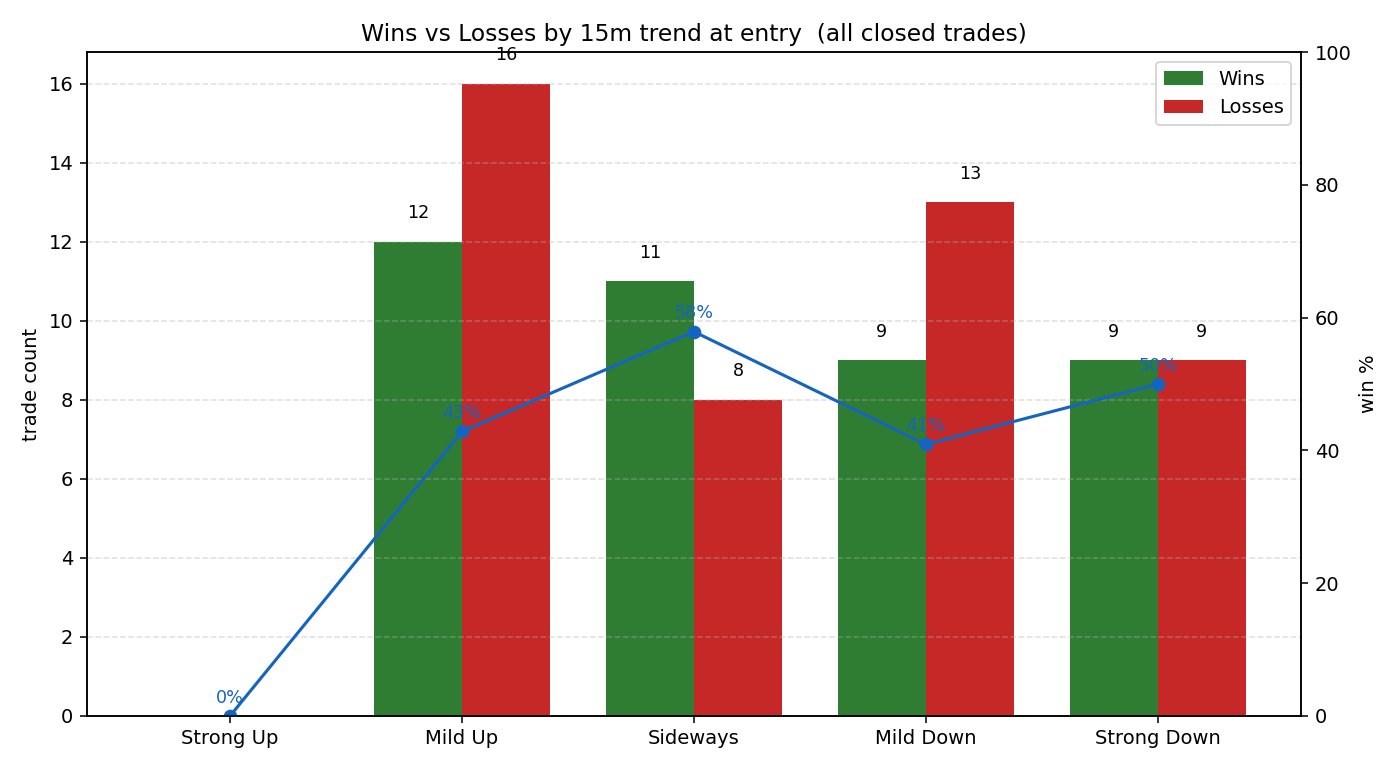 Wins vs Losses by 15m trend at entry  (all closed trades)
16
100
Wins
Losses
16
14
13
80
12
12
11
10
58%
60
9
9
9
8
50%
8
43%
41%
40
6
4
20
2
0%
0
0
trade count
win %
Strong Up
Mild Up
Sideways
Mild Down
Strong Down